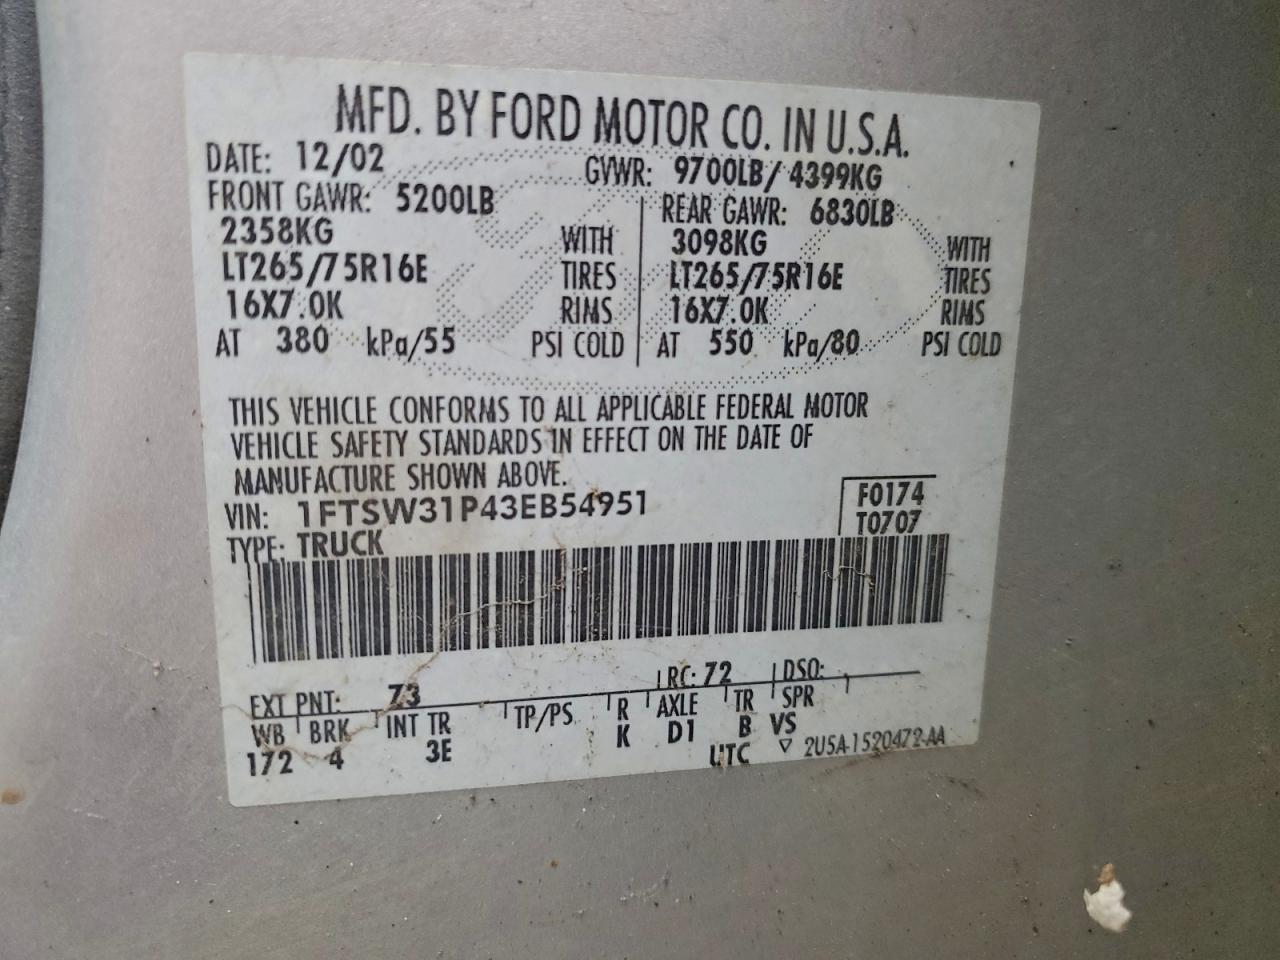 MFD. BY FORD MOTOR CO. IN U.S.A.
DATE: 12/02 GVWR: 9700LB/ 4399KG
FRONT GAWR: 5200LB REAR GAWR: 6830LB
2358KG WITH 3098KG WITH
LT265/75R16E TIRES LT265/75R16E TIRES
16X7.0K RIMS 16X7.0K RIMS
AT 380 kPa/55 PSI COLD AT 550 kPa/80 PSI COLD
THIS VEHICLE CONFORMS TO ALL APPLICABLE FEDERAL MOTOR
VEHICLE SAFETY STANDARDS IN EFFECT ON THE DATE OF
MANUFACTURE SHOWN ABOVE.
VIN: 1FTSW31P43EB54951 F0174
TYPE: TRUCK T0707
EXT PNT: 73 RC: 72 DSO:
WB BRK INT TR TP/PS R AXLE TR SPR
172 4 3E K D1 B VS
UTC ▽ 2U5A-1520472-AA